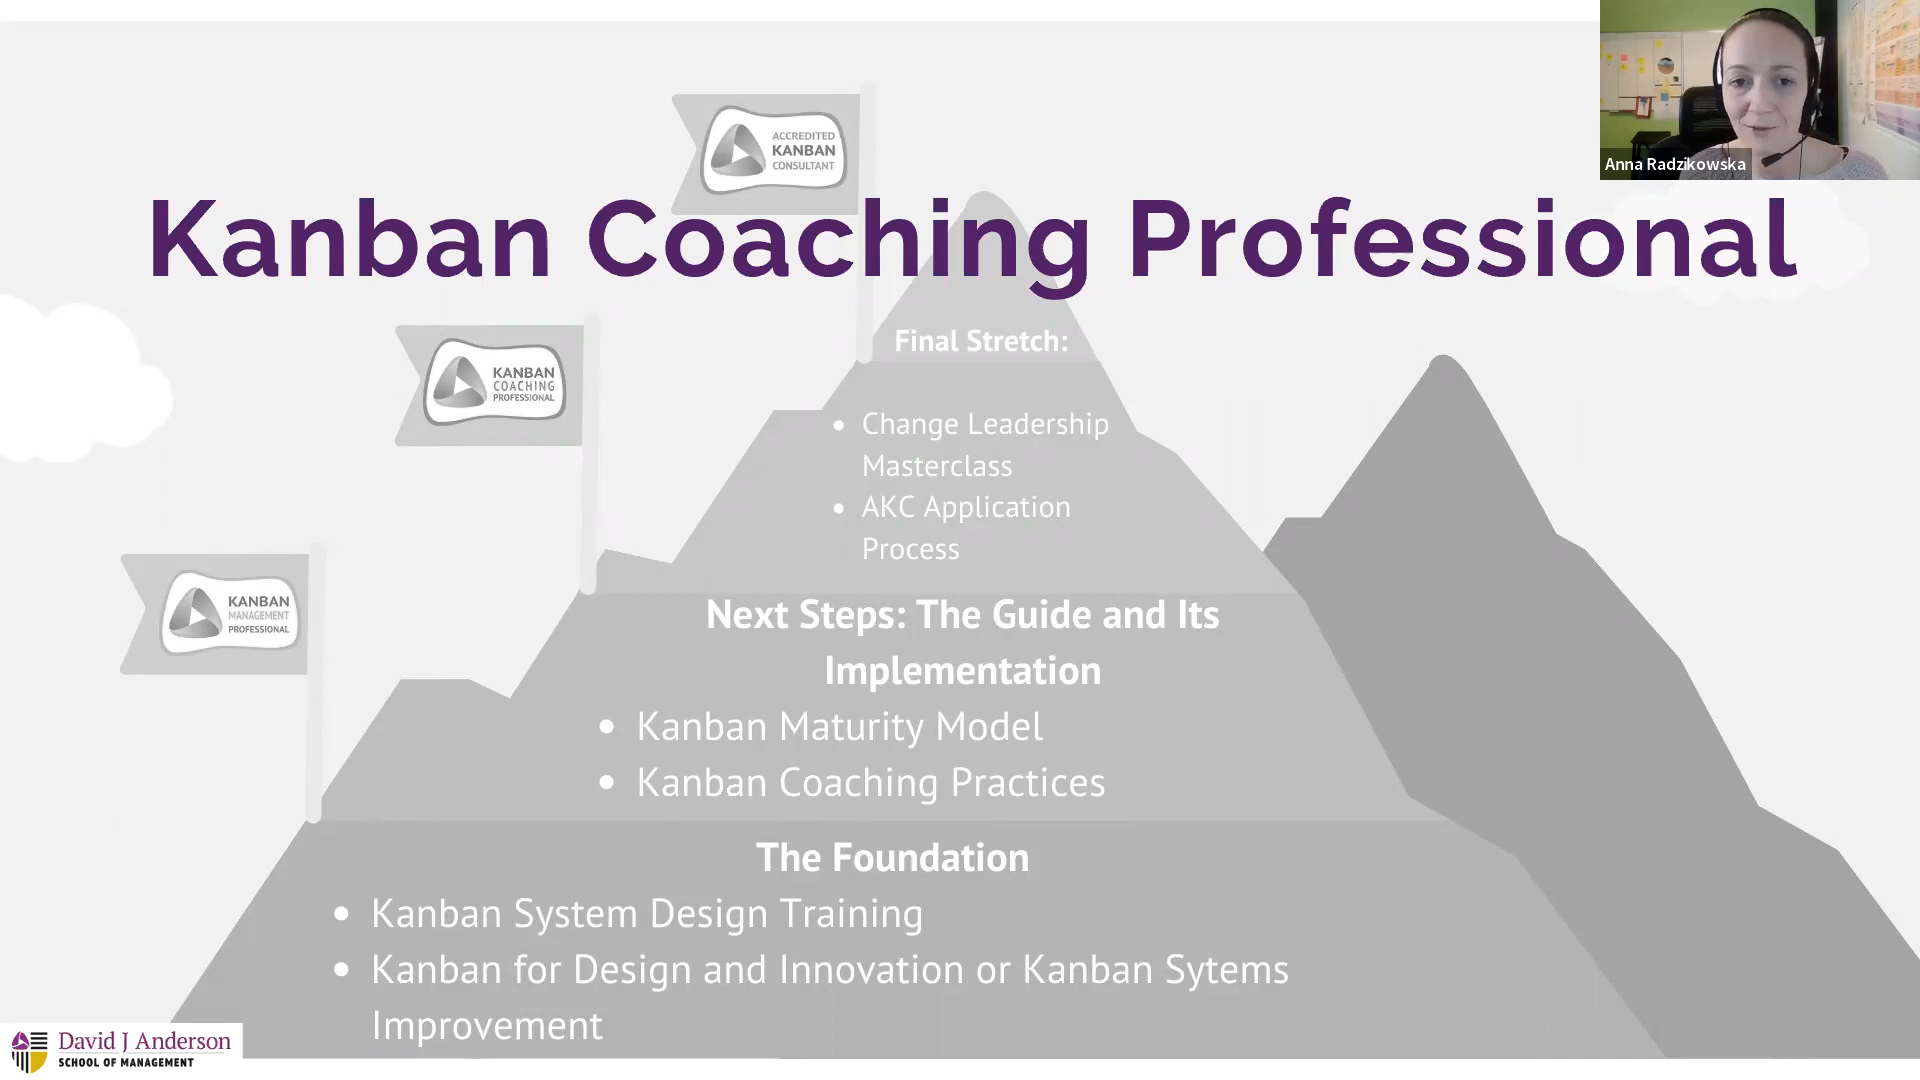 Anna Radzikowska
ACCREDITED
KANBAN
CONSULTANT
Kanban Coaching Professional
KANBAN
COACHING
PROFESSIONAL
Final Stretch:
• Change Leadership
Masterclass
• AKC Application
Process
KANBAN
MANAGEMENT
PROFESSIONAL
Next Steps: The Guide and Its
Implementation
• Kanban Maturity Model
• Kanban Coaching Practices
The Foundation
• Kanban System Design Training
• Kanban for Design and Innovation or Kanban Sytems
Improvement
David J Anderson
SCHOOL OF MANAGEMENT